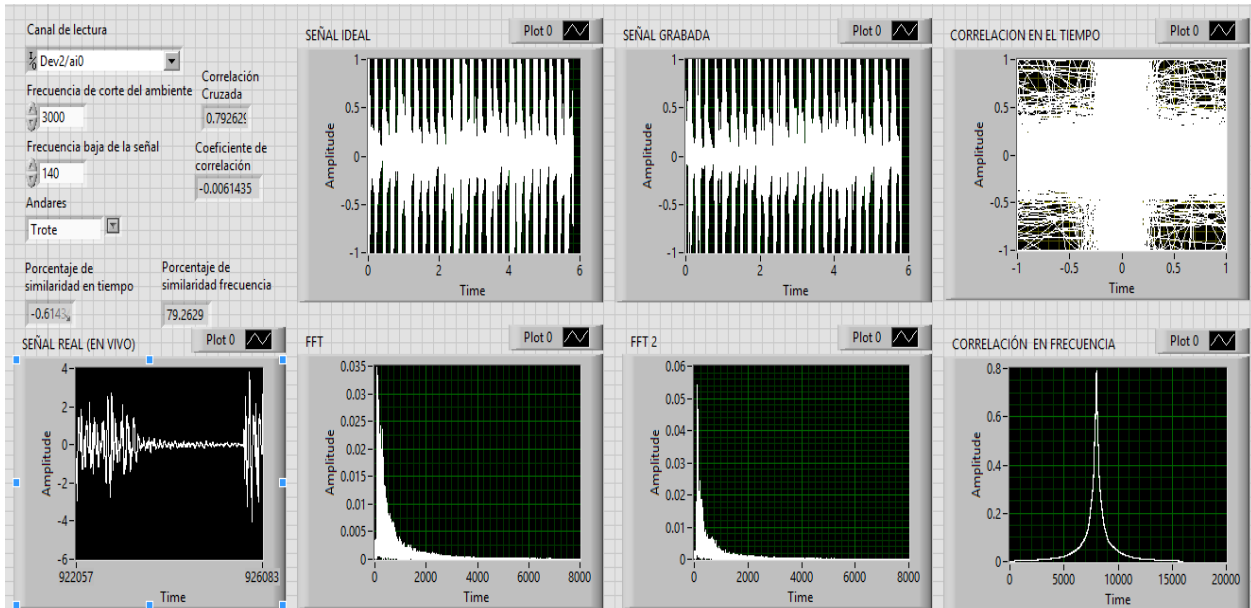 Canal de lectura
Dev2/ai0
Frecuencia de corte del ambiente
3000
Frecuencia baja de la señal
140
Andares
Trote
Correlación
Cruzada
0.792629
Coeficiente de
correlación
-0.0061435
Porcentaje de
similaridad en tiempo
-0.6143
Porcentaje de
similaridad frecuencia
79.2629
SEÑAL IDEAL
Plot 0
Amplitude
1
0.5
0
-0.5
-1
0 2 4 6
Time
SEÑAL GRABADA
Plot 0
Amplitude
1
0.5
0
-0.5
-1
0 2 4 6
Time
CORRELACION EN EL TIEMPO
Plot 0
Amplitude
1
0.5
0
-0.5
-1
-1 -0.5 0 0.5 1
Time
SEÑAL REAL (EN VIVO)
Plot 0
Amplitude
4
2
0
-2
-4
-6
922057 926083
Time
FFT
Plot 0
Amplitude
0.035
0.03
0.025
0.02
0.015
0.01
0.005
0
0 2000 4000 6000 8000
Time
FFT 2
Plot 0
Amplitude
0.06
0.05
0.04
0.03
0.02
0.01
0
0 2000 4000 6000 8000
Time
CORRELACIÓN EN FRECUENCIA
Plot 0
Amplitude
0.8
0.6
0.4
0.2
0
0 5000 10000 15000 20000
Time